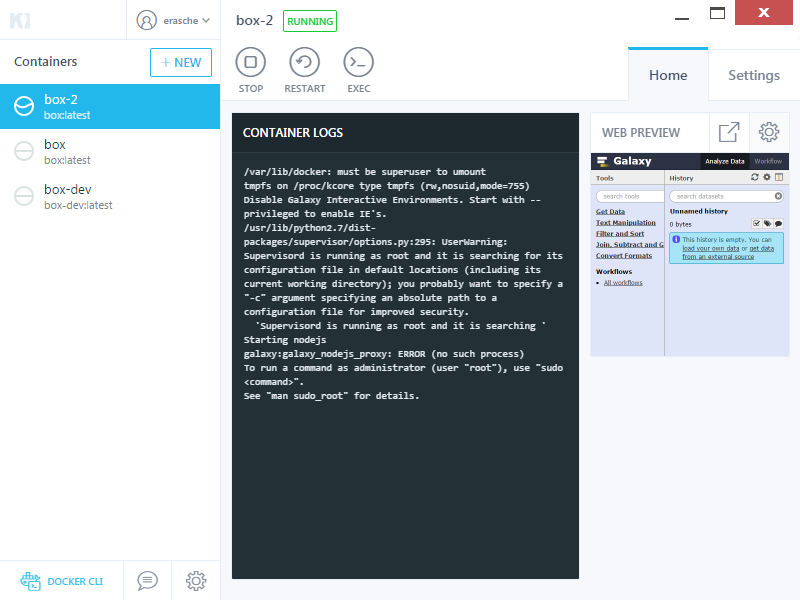 erasche
box-2 RUNNING
Containers
+ NEW
STOP
RESTART
EXEC
Home
Settings
box-2
box:latest
box
box:latest
box-dev
box-dev:latest
CONTAINER LOGS
/var/lib/docker: must be superuser to umount
tmpfs on /proc/kcore type tmpfs (rw,nosuid,mode=755)
Disable Galaxy Interactive Environments. Start with --
privileged to enable IE's.
/usr/lib/python2.7/dist-
packages/supervisor/options.py:295: UserWarning:
Supervisord is running as root and it is searching for its
configuration file in default locations (including its
current working directory); you probably want to specify a
"-c" argument specifying an absolute path to a
configuration file for improved security.
'Supervisord is running as root and it is searching '
Starting nodejs
galaxy:galaxy_nodejs_proxy: ERROR (no such process)
To run a command as administrator (user "root"), use "sudo
<command>".
See "man sudo_root" for details.
WEB PREVIEW
Galaxy
Analyze Data
Workflow
Tools
search tools
Get Data
Text Manipulation
Filter and Sort
Join, Subtract and G
Convert Formats
Workflows
All workflows
History
search datasets
Unnamed history
0 bytes
This history is empty. You can
load your own data or get data
from an external source
DOCKER CLI